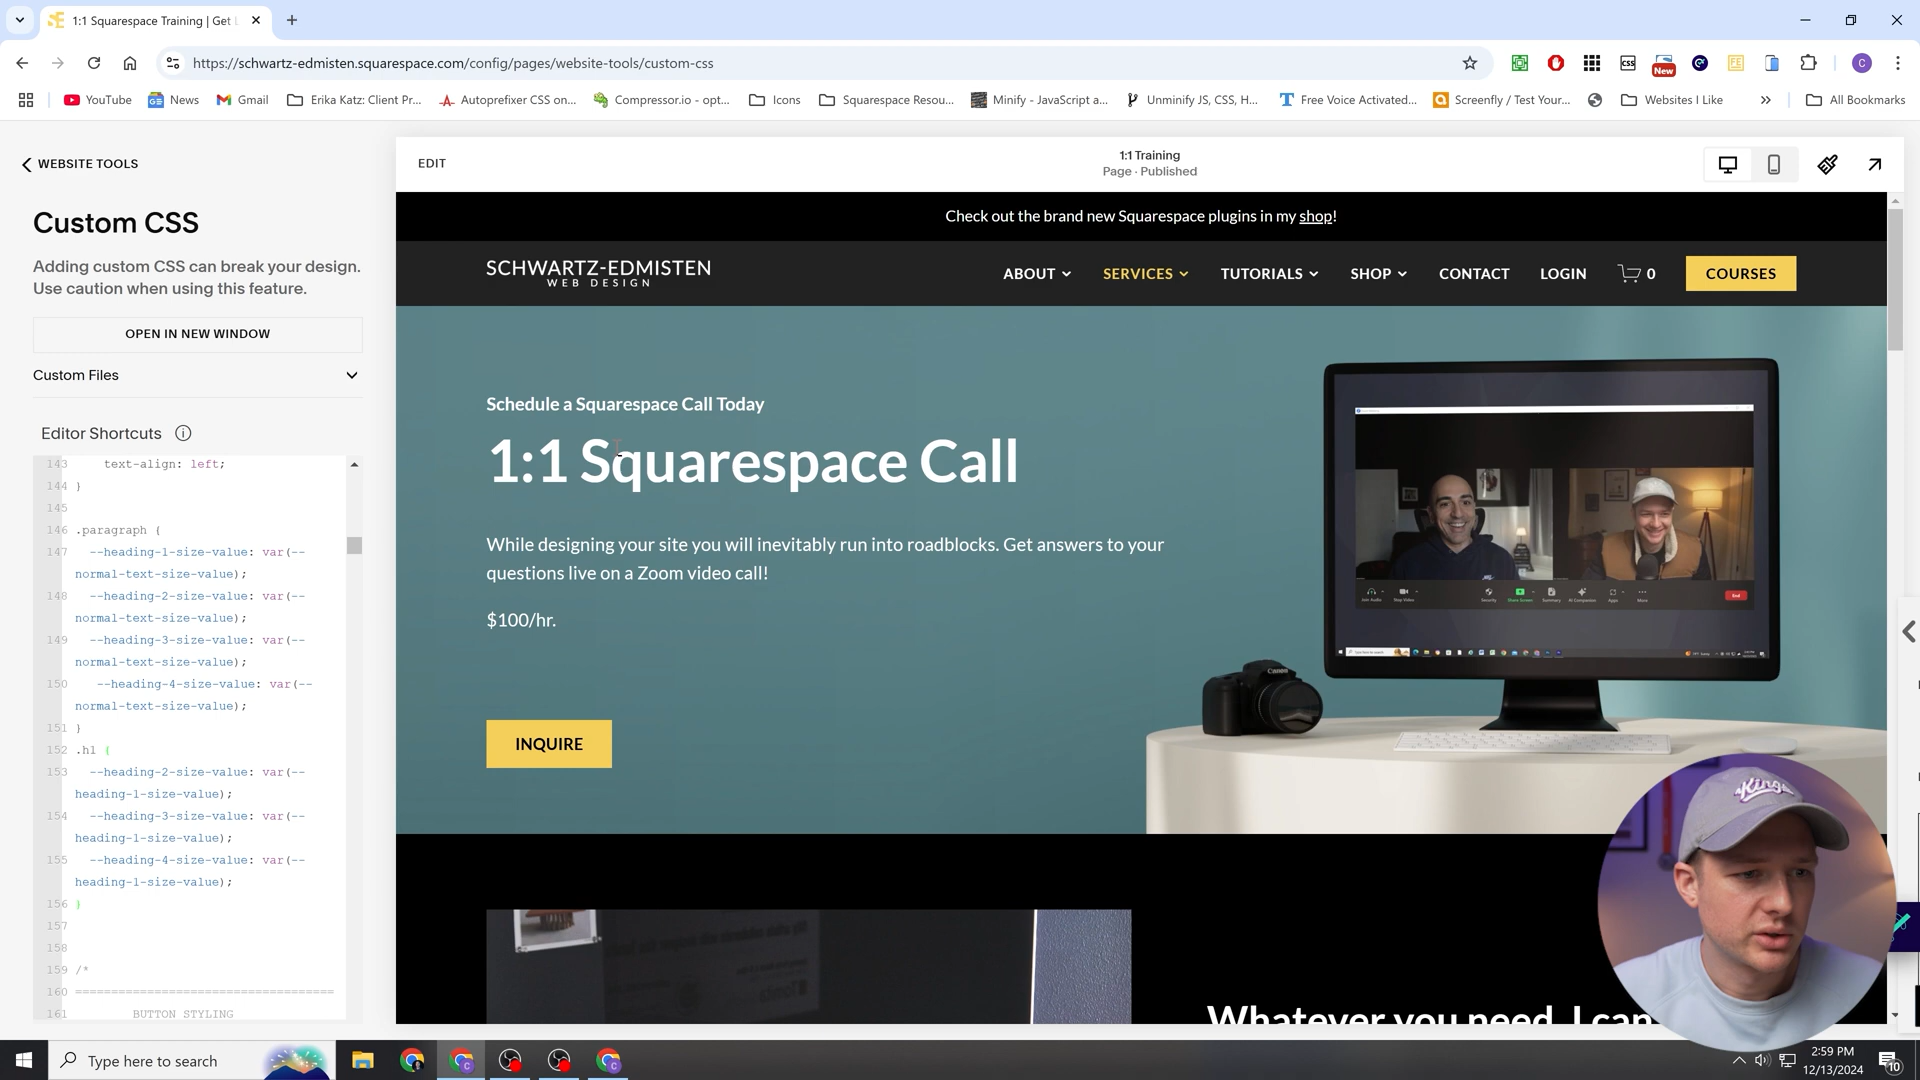 1:1 Squarespace Training | Get L
https://schwartz-edmisten.squarespace.com/config/pages/website-tools/custom-css
css
New
FE
C
YouTube
News
Gmail
Erika Katz: Client Pr...
Autoprefixer CSS on...
Compressor.io - opt...
Icons
Squarespace Resou...
Minify - JavaScript a...
Unminify JS, CSS, H...
Free Voice Activated...
Screenfly / Test Your...
Websites I Like
All Bookmarks
WEBSITE TOOLS
Custom CSS
Adding custom CSS can break your design.
Use caution when using this feature.
OPEN IN NEW WINDOW
Custom Files
Editor Shortcuts
143 text-align: left;
144 }
145
146 .paragraph {
147 --heading-1-size-value: var(--
normal-text-size-value);
148 --heading-2-size-value: var(--
normal-text-size-value);
149 --heading-3-size-value: var(--
normal-text-size-value);
150 --heading-4-size-value: var(--
normal-text-size-value);
151 }
152 .h1 {
153 --heading-2-size-value: var(--
heading-1-size-value);
154 --heading-3-size-value: var(--
heading-1-size-value);
155 --heading-4-size-value: var(--
heading-1-size-value);
156 }
157
158
159 /*
160 ====================================
161 BUTTON STYLING
EDIT
1:1 Training
Page · Published
Check out the brand new Squarespace plugins in my shop!
SCHWARTZ-EDMISTEN
WEB DESIGN
ABOUT
SERVICES
TUTORIALS
SHOP
CONTACT
LOGIN
0
COURSES
Schedule a Squarespace Call Today
1:1 Squarespace Call
While designing your site you will inevitably run into roadblocks. Get answers to your
questions live on a Zoom video call!
$100/hr.
INQUIRE
Canon
Whatever you need, I can
Kings
Type here to search
2:59 PM
12/13/2024
10